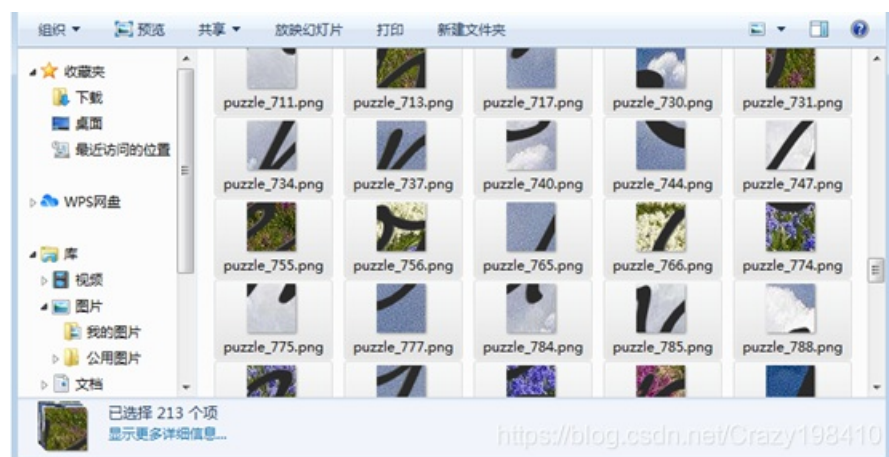 组织 预览 共享 放映幻灯片 打印 新建文件夹
收藏夹
下载
桌面
最近访问的位置
WPS网盘
库
视频
图片
我的图片
公用图片
文档
puzzle_711.png puzzle_713.png puzzle_717.png puzzle_730.png puzzle_731.png
puzzle_734.png puzzle_737.png puzzle_740.png puzzle_744.png puzzle_747.png
puzzle_755.png puzzle_756.png puzzle_765.png puzzle_766.png puzzle_774.png
puzzle_775.png puzzle_777.png puzzle_784.png puzzle_785.png puzzle_788.png
已选择 213 个项
显示更多详细信息...
https://blog.csdn.net/Crazy198410